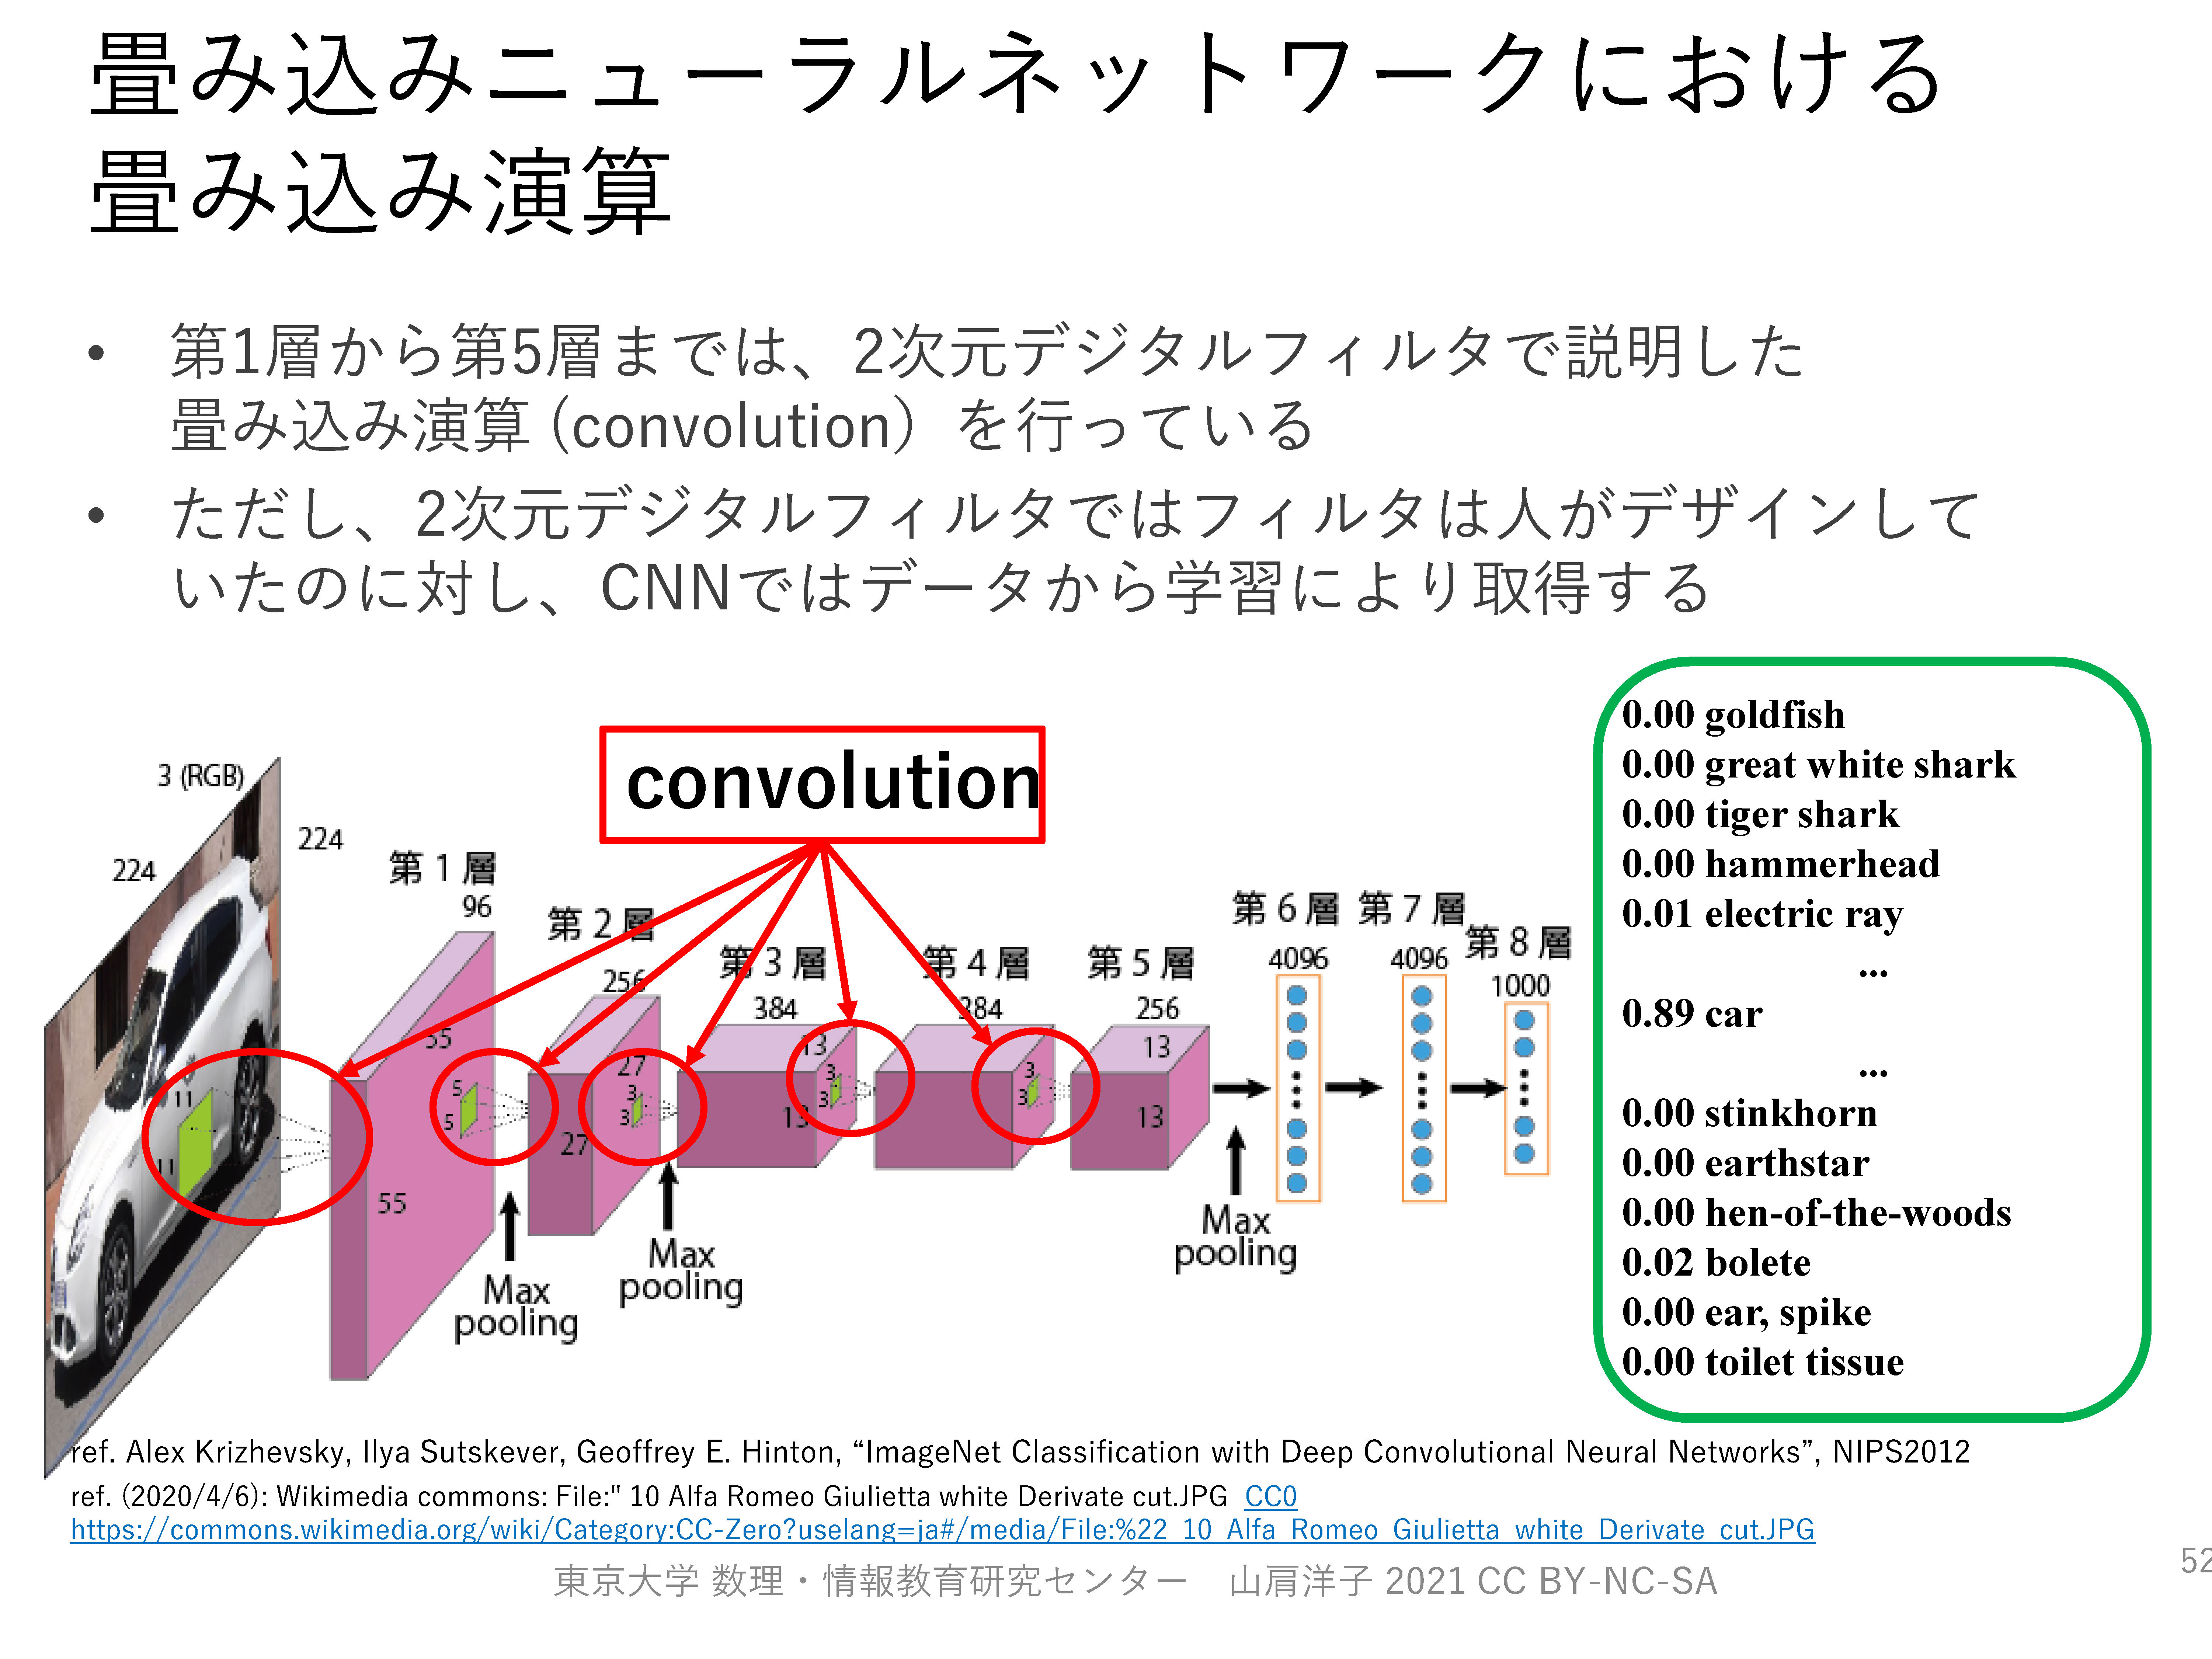 畳み込みニューラルネットワークにおける
畳み込み演算
• 第1層から第5層までは、2次元デジタルフィルタで説明した
畳み込み演算 (convolution）を行っている
• ただし、2次元デジタルフィルタではフィルタは人がデザインして
いたのに対し、CNNではデータから学習により取得する
convolution
3 (RGB)
224
224
11
11
第 1 層
96
55
55
5
5
Max
pooling
第 2 層
256
27
27
3
3
Max
pooling
第 3 層
384
13
13
3
3
第 4 層
384
3
3
第 5 層
256
13
13
Max
pooling
第 6 層
4096
第 7 層
4096
第 8 層
1000
0.00 goldfish
0.00 great white shark
0.00 tiger shark
0.00 hammerhead
0.01 electric ray
...
0.89 car
...
0.00 stinkhorn
0.00 earthstar
0.00 hen-of-the-woods
0.02 bolete
0.00 ear, spike
0.00 toilet tissue
ref. Alex Krizhevsky, Ilya Sutskever, Geoffrey E. Hinton, “ImageNet Classification with Deep Convolutional Neural Networks”, NIPS2012
ref. (2020/4/6): Wikimedia commons: File:" 10 Alfa Romeo Giulietta white Derivate cut.JPG CC0
https://commons.wikimedia.org/wiki/Category:CC-Zero?uselang=ja#/media/File:%22_10_Alfa_Romeo_Giulietta_white_Derivate_cut.JPG
東京大学 数理・情報教育研究センター 山肩洋子 2021 CC BY-NC-SA
52